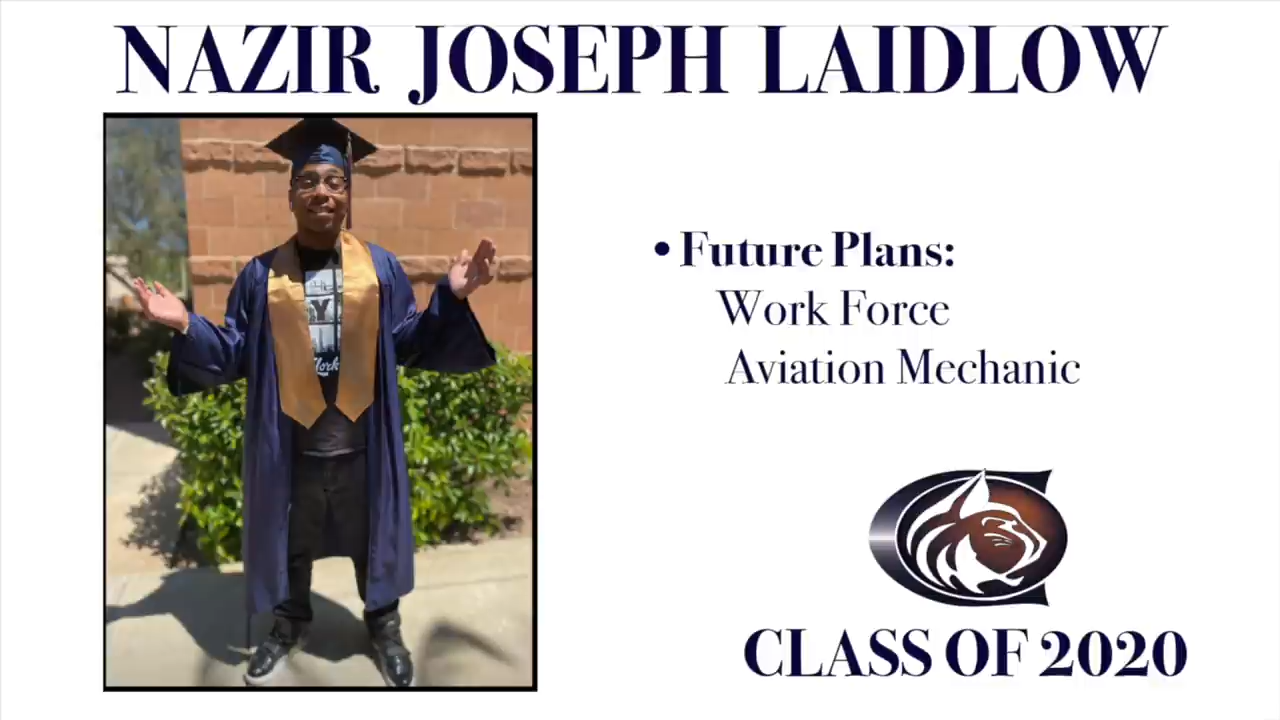 NAZIR JOSEPH LAIDLOW
• Future Plans:
Work Force
Aviation Mechanic
CLASS OF 2020